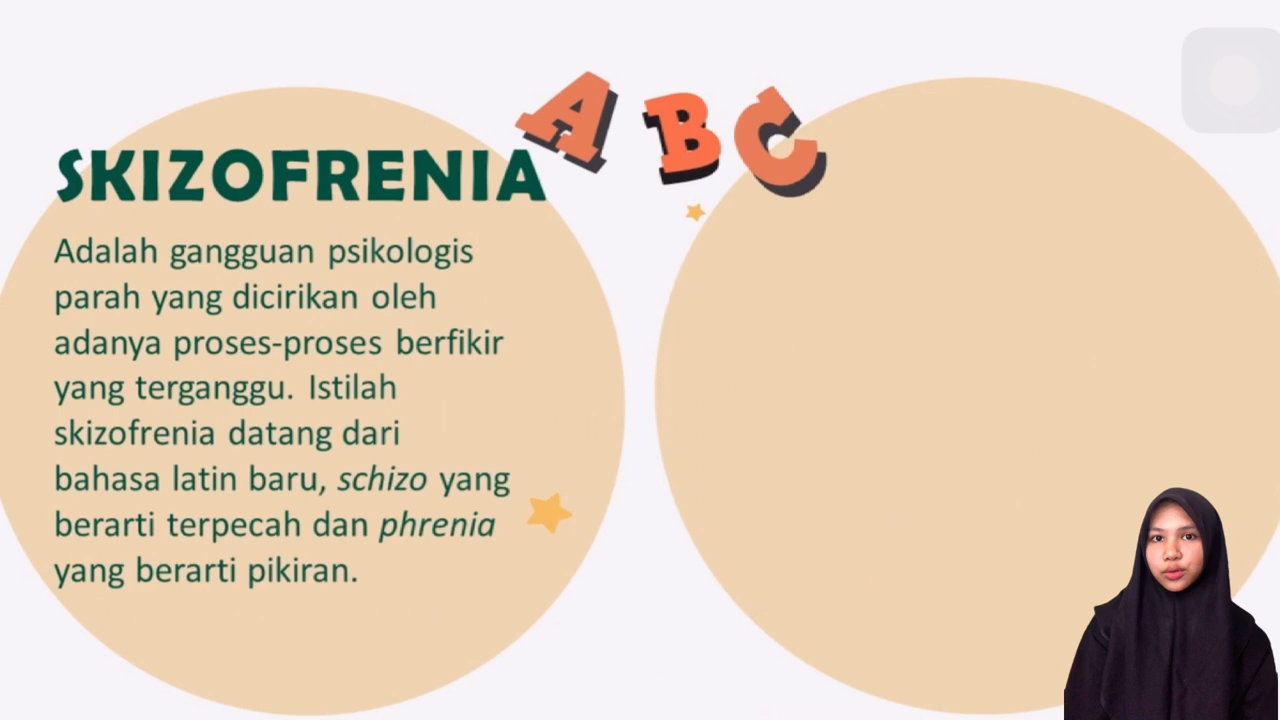 A B C
SKIZOFRENIA
Adalah gangguan psikologis
parah yang dicirikan oleh
adanya proses-proses berfikir
yang terganggu. Istilah
skizofrenia datang dari
bahasa latin baru, schizo yang
berarti terpecah dan phrenia
yang berarti pikiran.